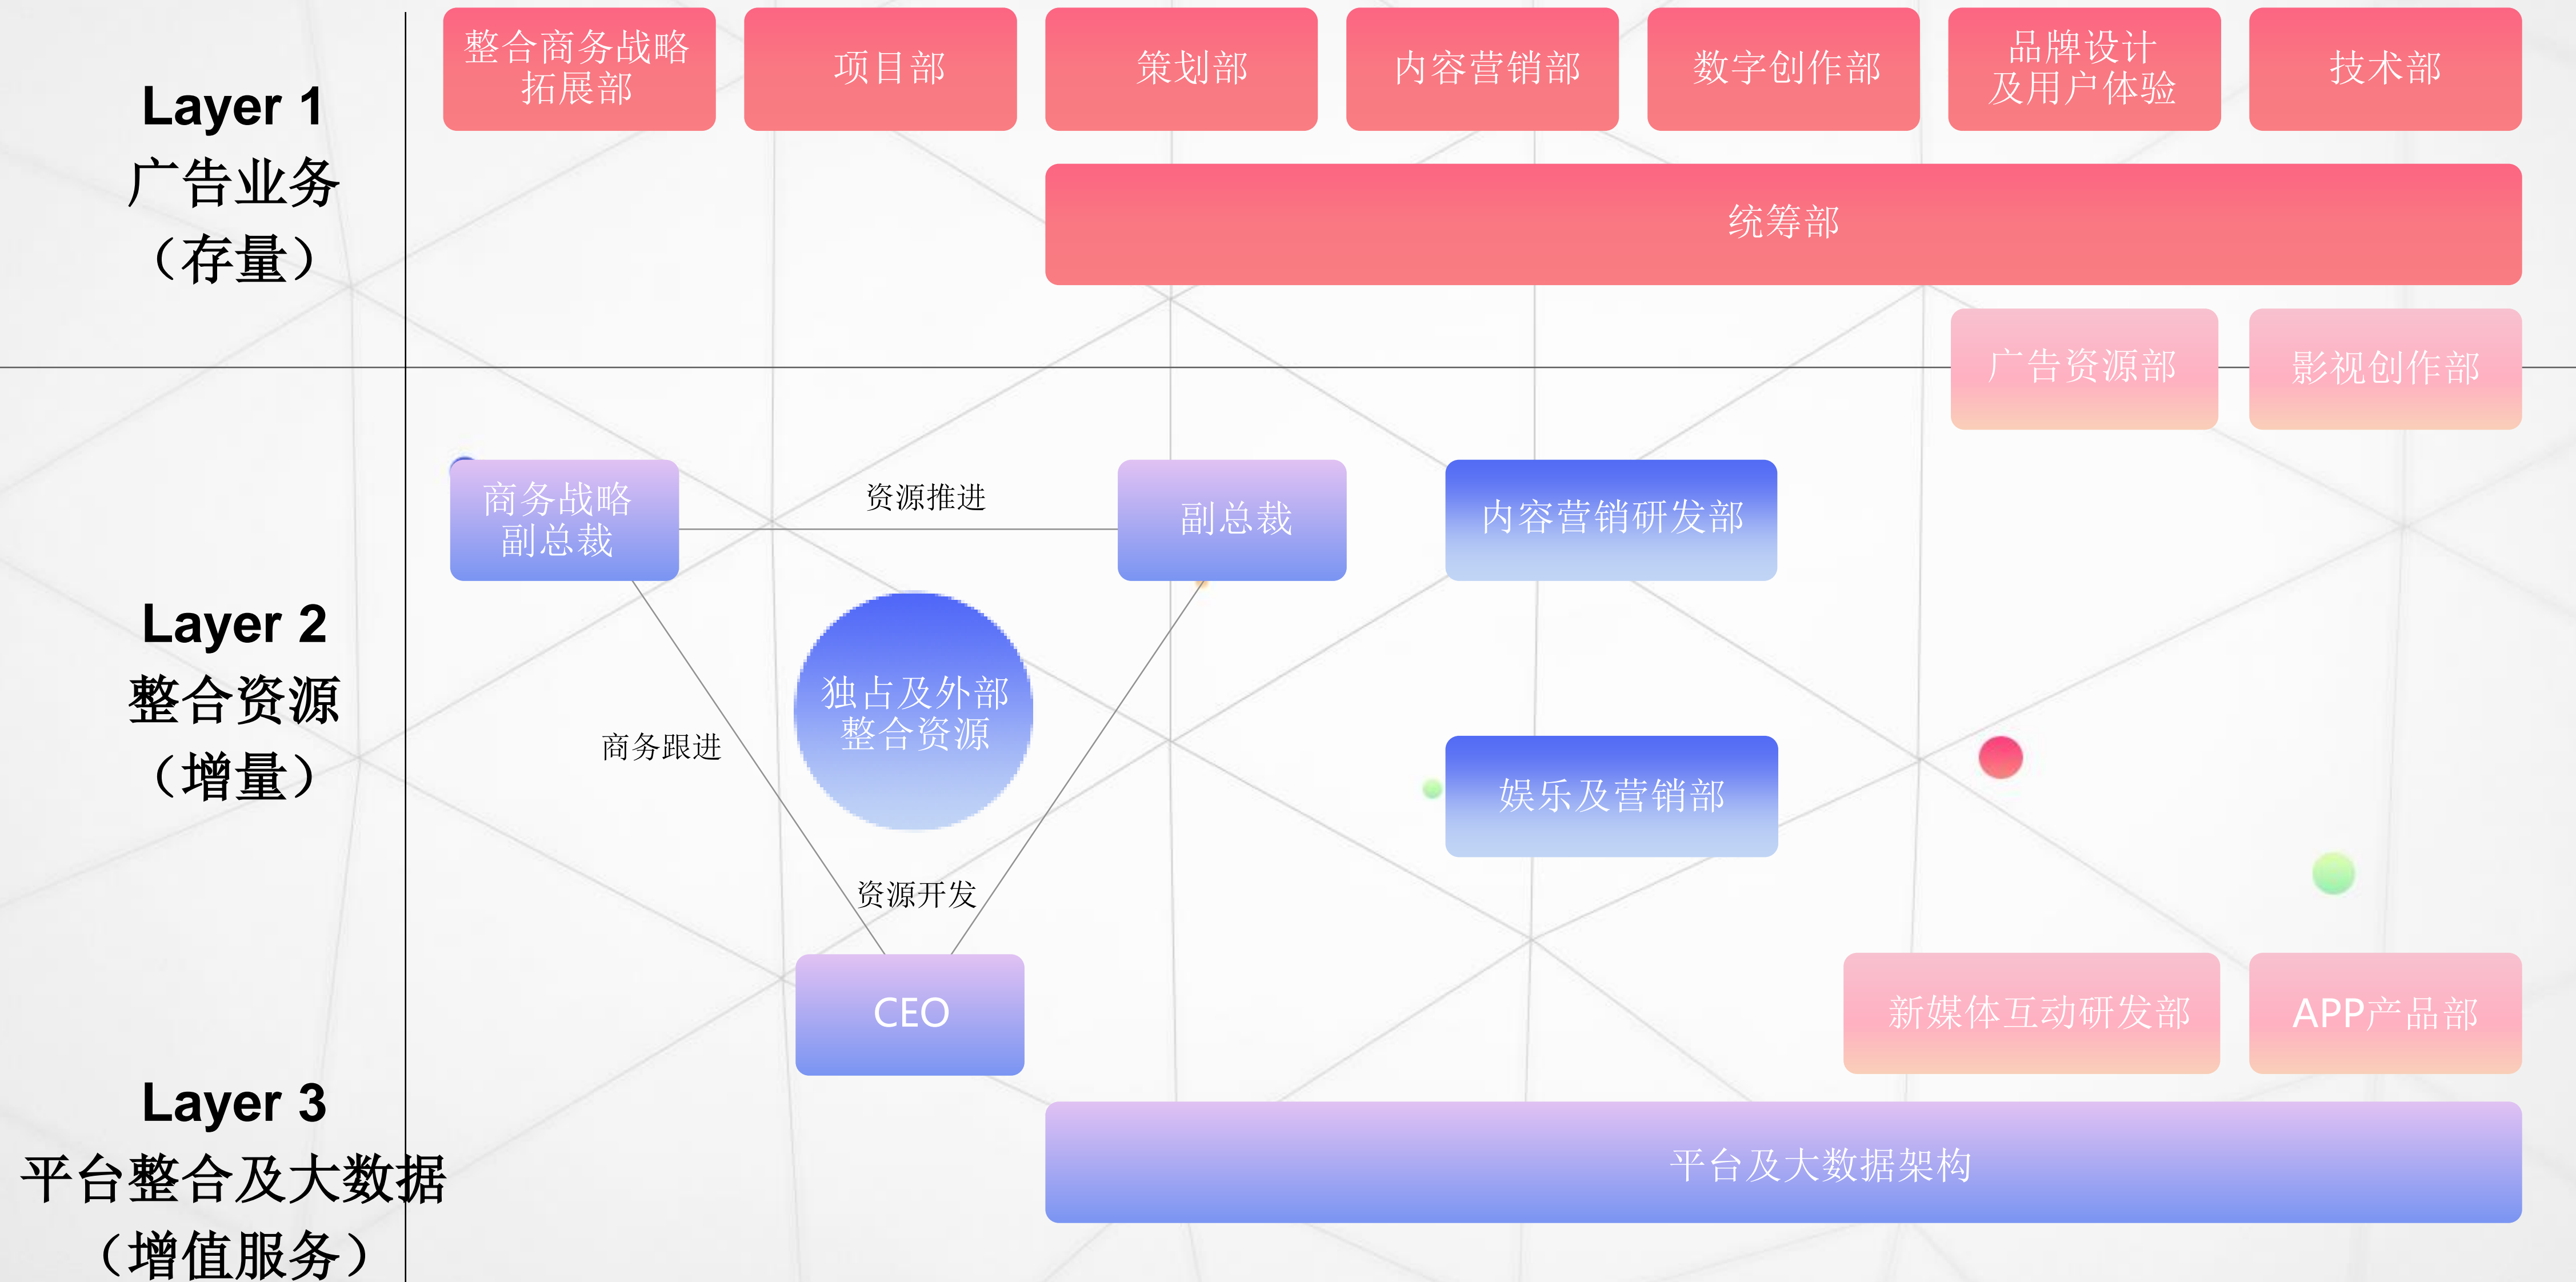 Layer 1
广告业务
（存量）
整合商务战略
拓展部
项目部
策划部
内容营销部
数字创作部
品牌设计
及用户体验
技术部
统筹部
广告资源部
影视创作部
Layer 2
整合资源
（增量）
商务战略
副总裁
资源推进
副总裁
独占及外部
整合资源
商务跟进
资源开发
CEO
内容营销研发部
娱乐及营销部
新媒体互动研发部
APP产品部
Layer 3
平台整合及大数据
（增值服务）
平台及大数据架构